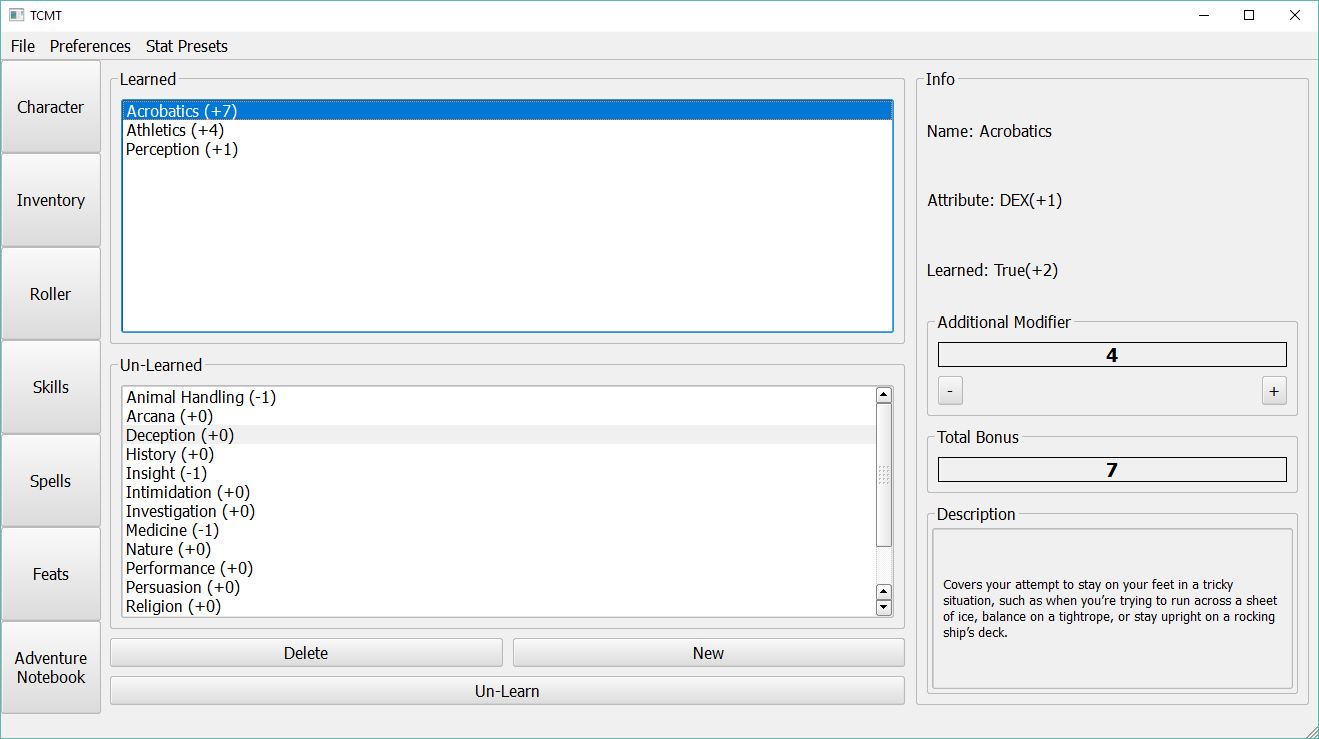 TCMT
File Preferences Stat Presets
Character
Inventory
Roller
Skills
Spells
Feats
Adventure
Notebook
Learned
Acrobatics (+7)
Athletics (+4)
Perception (+1)
Un-Learned
Animal Handling (-1)
Arcana (+0)
Deception (+0)
History (+0)
Insight (-1)
Intimidation (+0)
Investigation (+0)
Medicine (-1)
Nature (+0)
Performance (+0)
Persuasion (+0)
Religion (+0)
Delete
New
Un-Learn
Info
Name: Acrobatics
Attribute: DEX(+1)
Learned: True(+2)
Additional Modifier
4
- +
Total Bonus
7
Description
Covers your attempt to stay on your feet in a tricky
situation, such as when you’re trying to run across a sheet
of ice, balance on a tightrope, or stay upright on a rocking
ship’s deck.